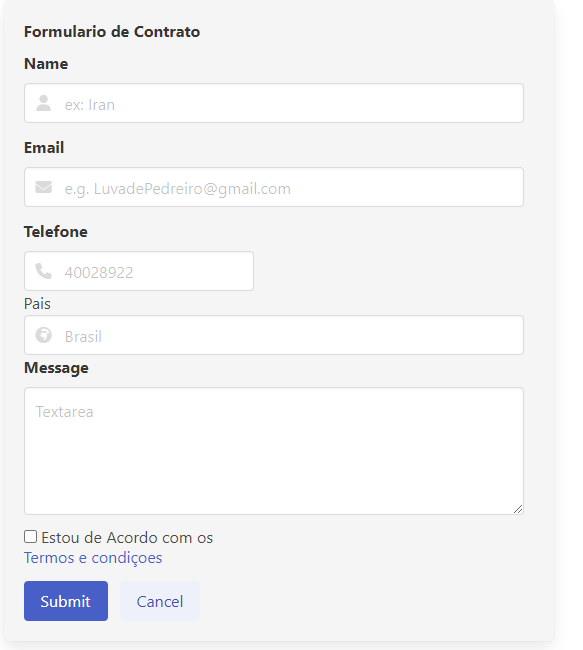 Formulario de Contrato
Name
ex: Iran
Email
e.g. LuvadePedreiro@gmail.com
Telefone
40028922
Pais
Brasil
Message
Textarea
Estou de Acordo com os
Termos e condiçoes
Submit Cancel